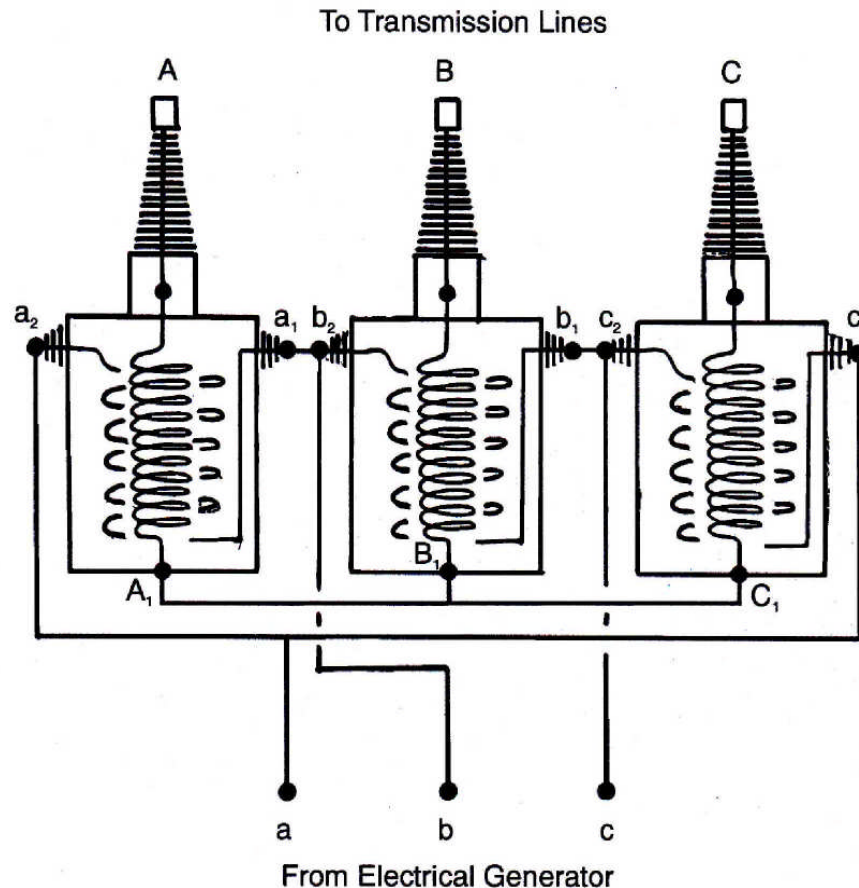 To Transmission Lines
A B C
a₂ a₁ b₂ b₁ c₂ c
A₁ B₁ C₁
a b c
From Electrical Generator